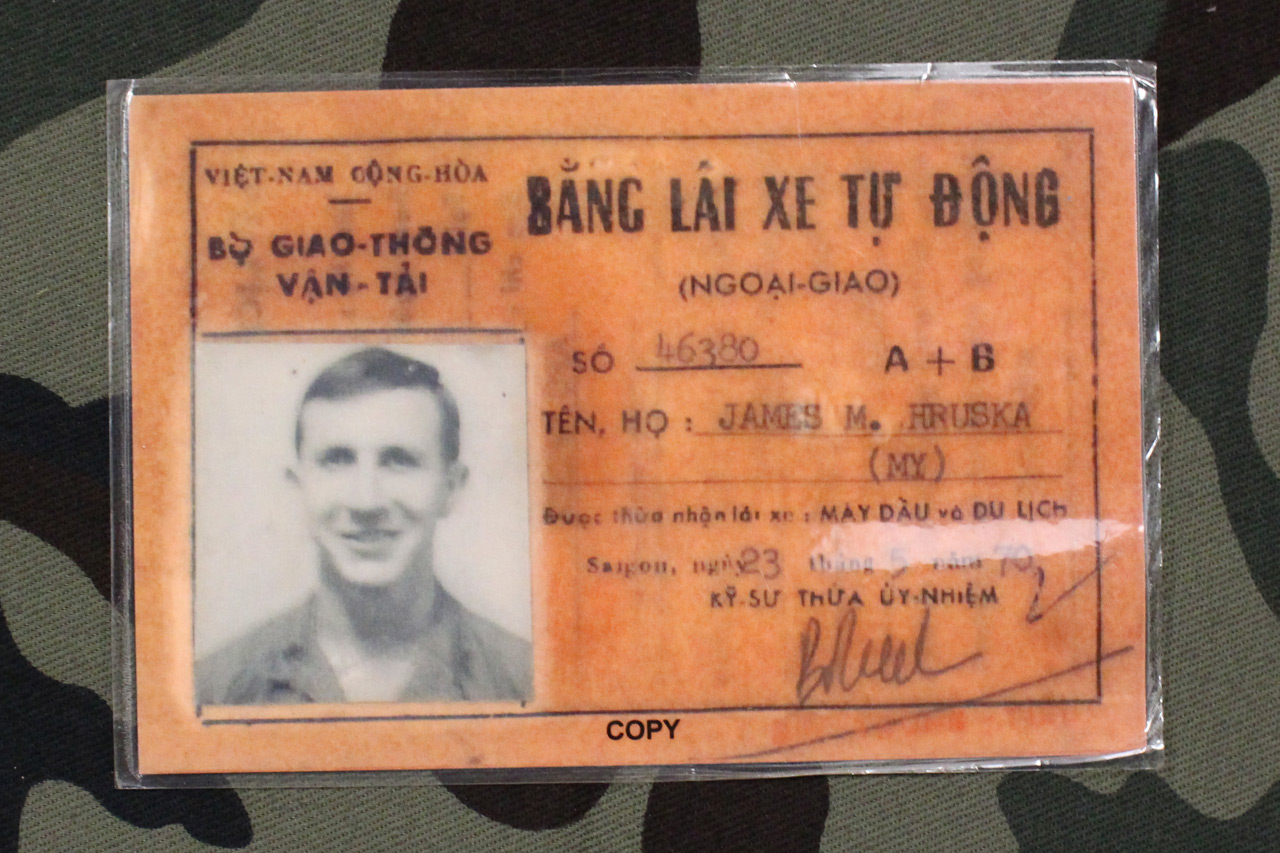 VIỆT-NAM CỘNG-HÒA
BỘ GIAO-THÔNG
VẬN-TẢI
BẰNG LÁI XE TỰ ĐỘNG
(NGOẠI-GIAO)
SỐ 46380 A + B
TÊN, HỌ : JAMES M. HRUSKA
(MY)
Được thừa nhận lái xe : MÁY DẦU và DU LỊCH
Saigon, ngày 23 tháng 5 năm 70
KỸ-SƯ THỪA ỦY-NHIỆM
COPY